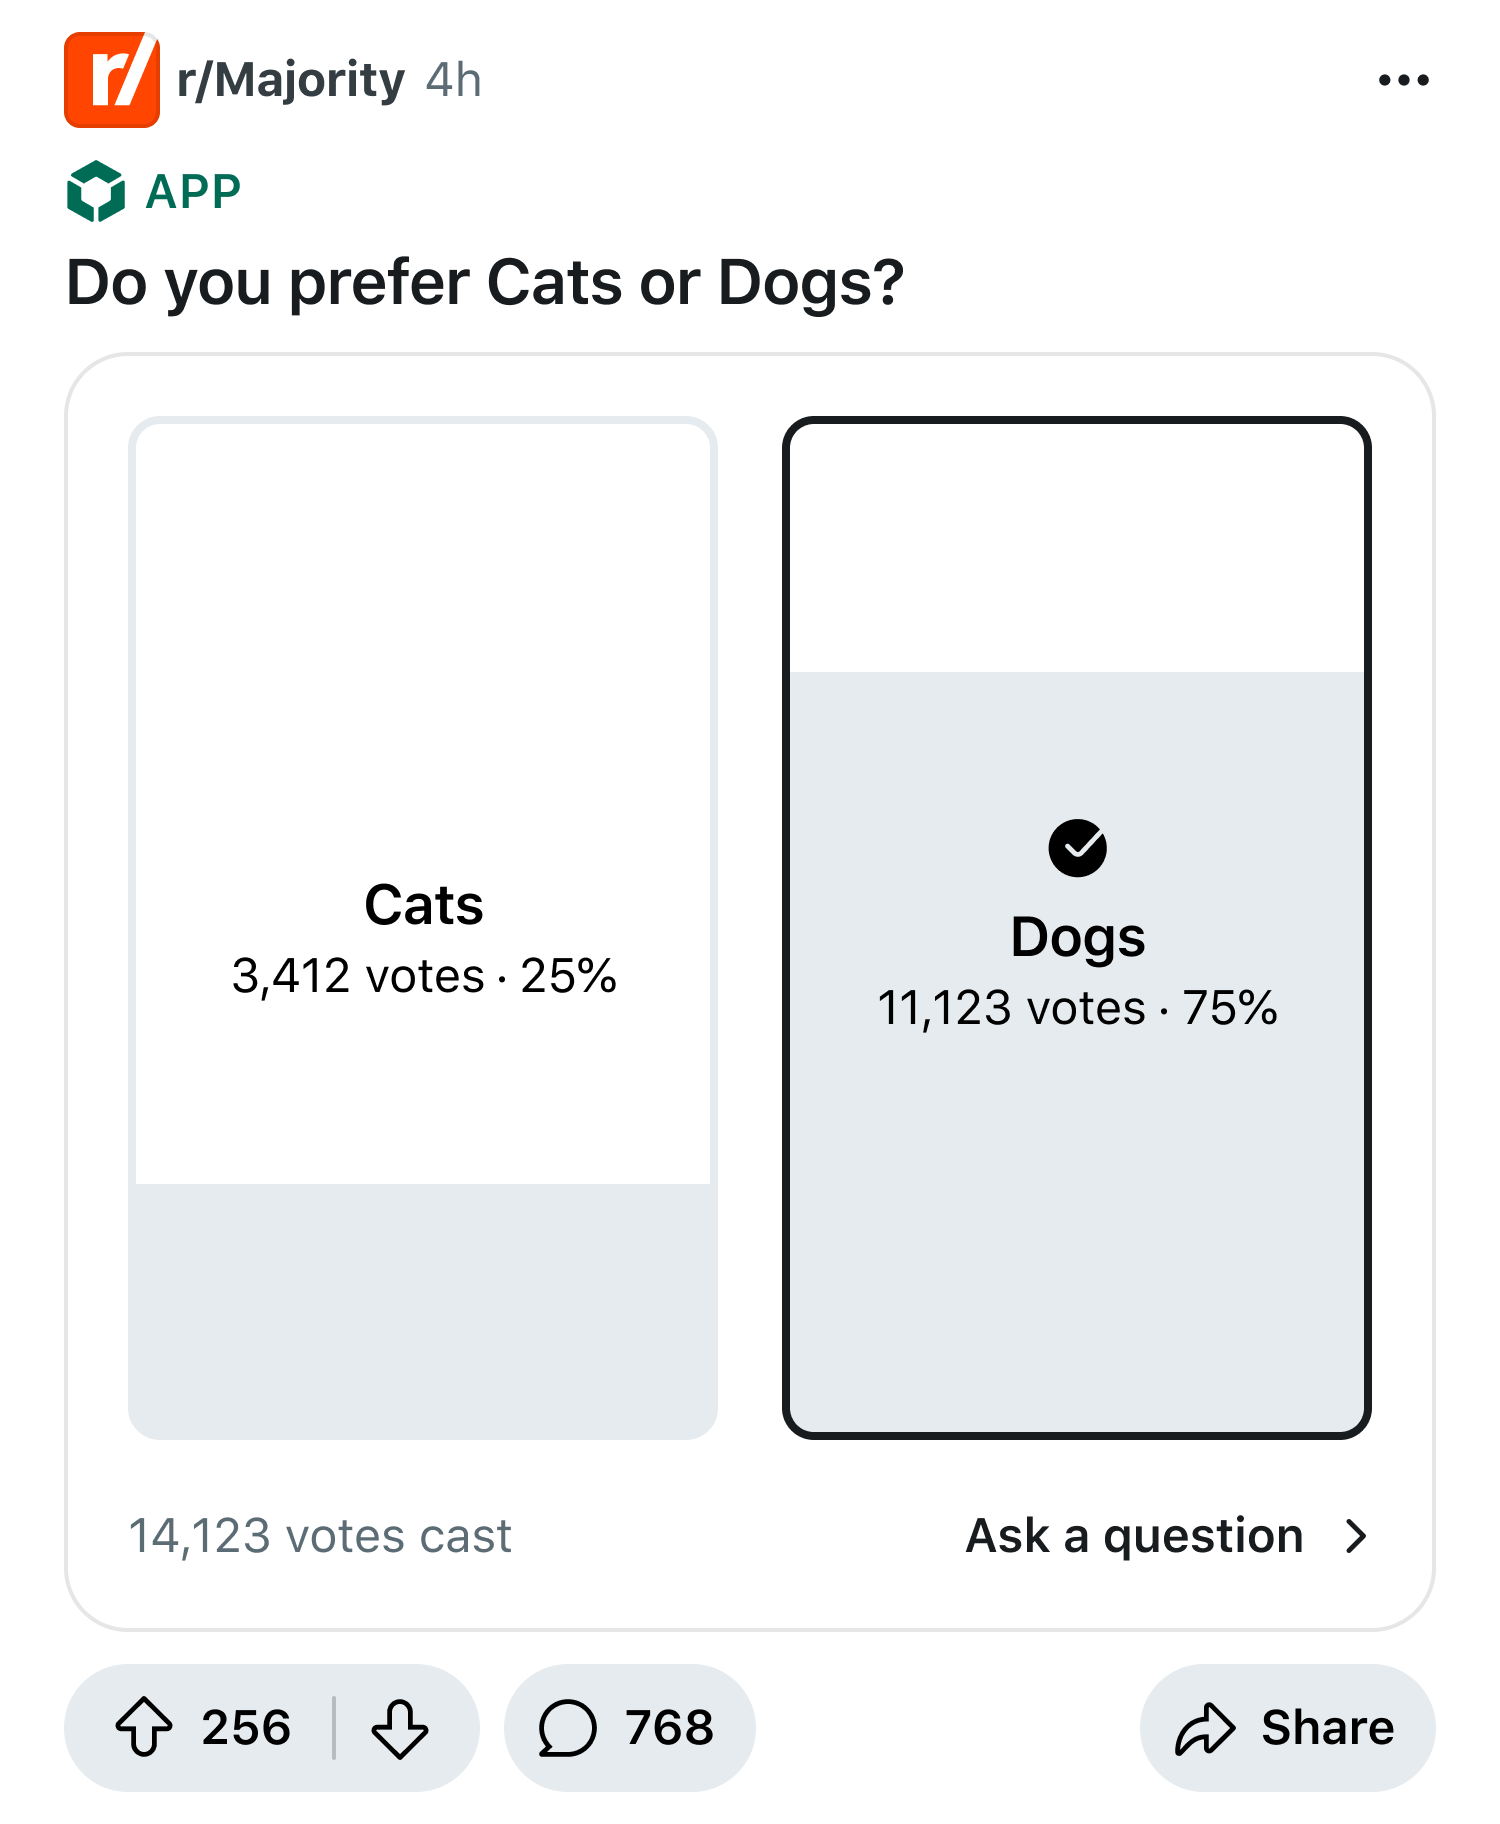 r/
r/Majority 4h
APP
Do you prefer Cats or Dogs?
Cats
3,412 votes · 25%
Dogs
11,123 votes · 75%
14,123 votes cast
Ask a question
256
768
Share